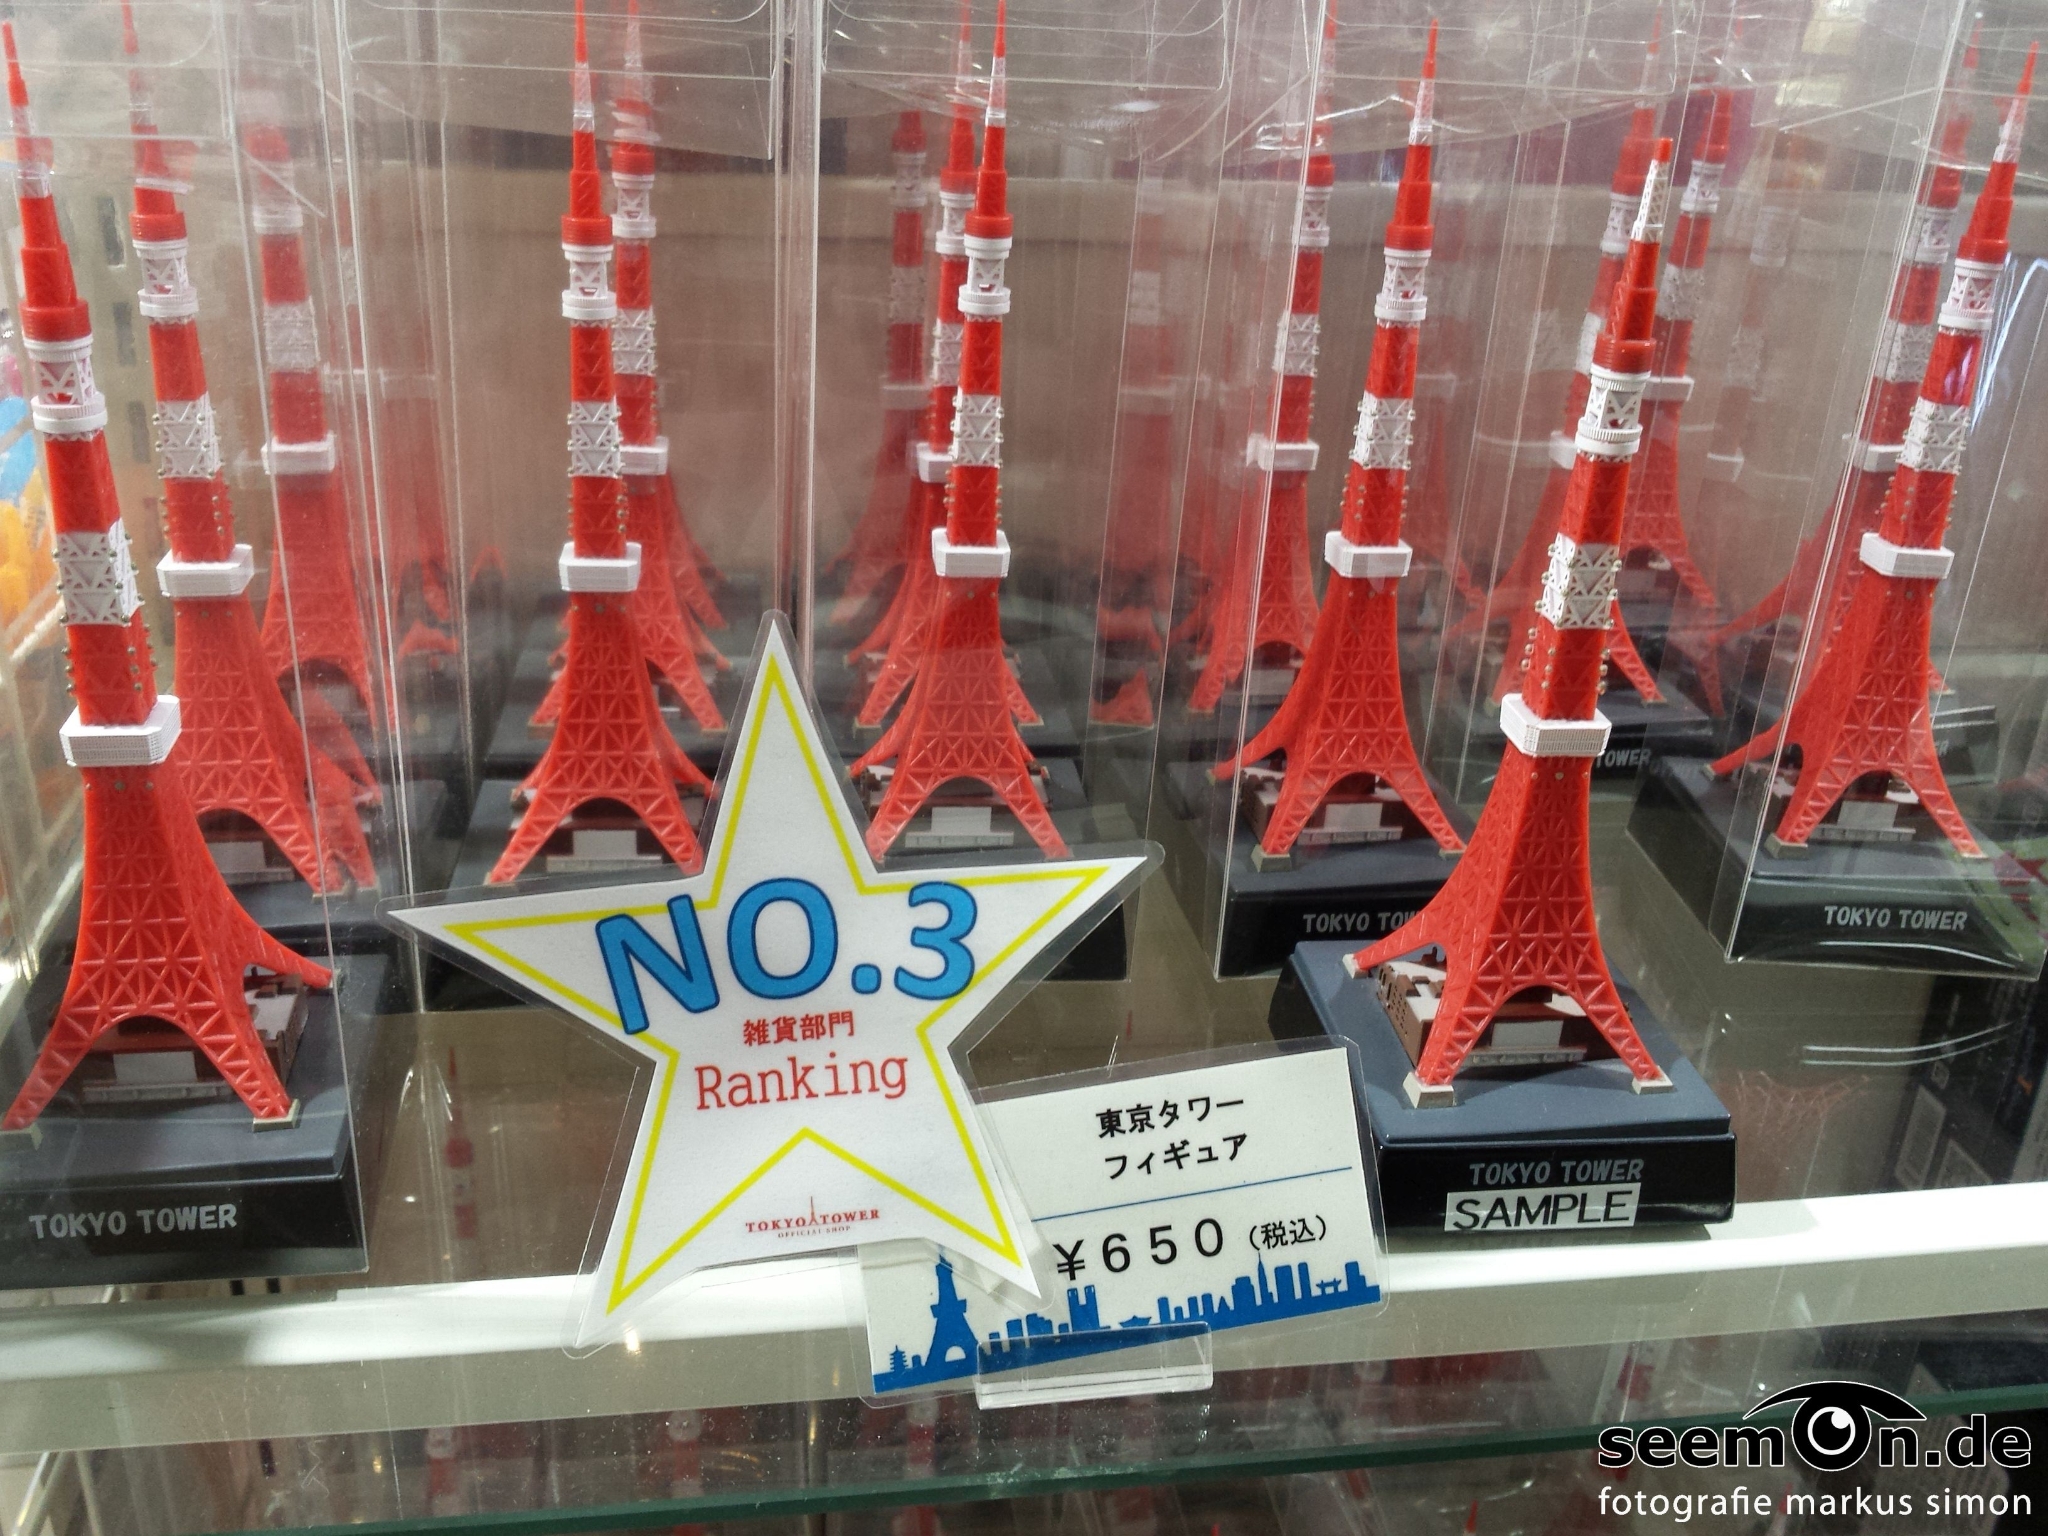 TOWER
TOKYO TOW
TOKYO TOWER
NO.3
雑貨部門
Ranking
TOKYO TOWER
OFFICIAL SHOP
東京タワー
フィギュア
¥650(税込)
TOKYO TOWER
SAMPLE
TOKYO TOWER
seemOn.de
fotografie markus simon